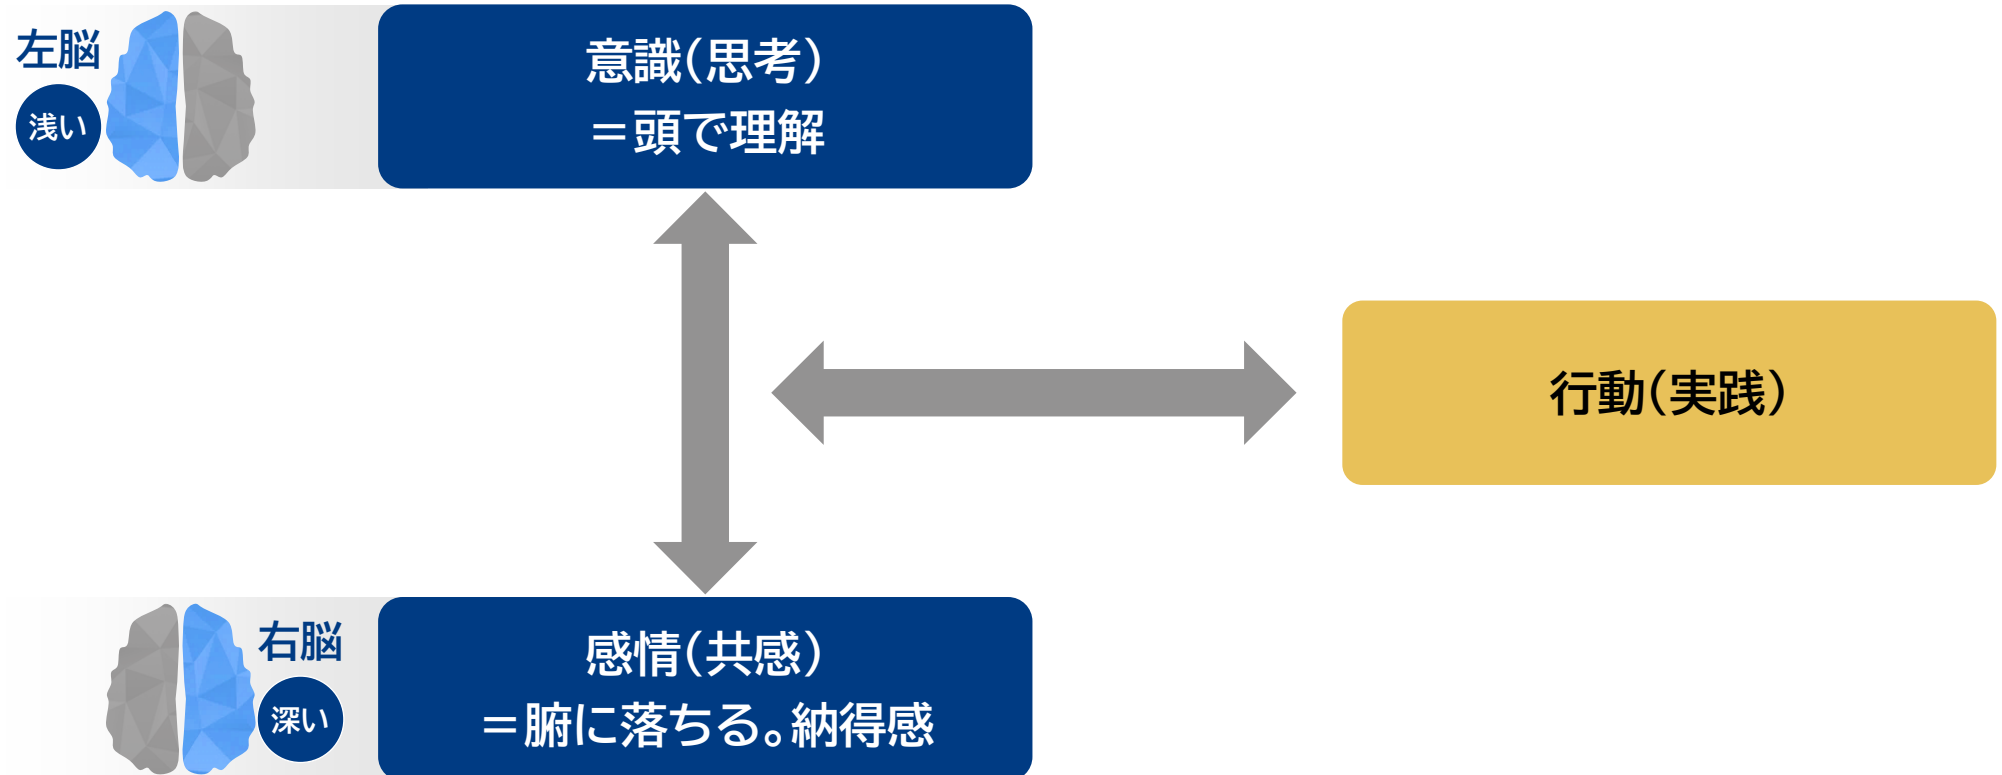 左脳
浅い
意識（思考）
＝頭で理解
行動（実践）
右脳
深い
感情（共感）
＝腑に落ちる。納得感